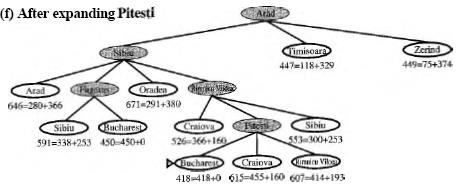 (f) After expanding Pitesti
Arad
Sibiu
Timisoara
Zerind
447=118+329
449=75+374
Arad
Fagaras
Oradea
Rimnicu Vilcea
646=280+366
671=291+380
Sibiu
Bucharest
Craiova
Pitesti
Sibiu
591=338+253
450=450+0
526=366+160
553=300+253
Bucharest
Craiova
Rimnicu Vilcea
418=418+0
615=455+160
607=414+193